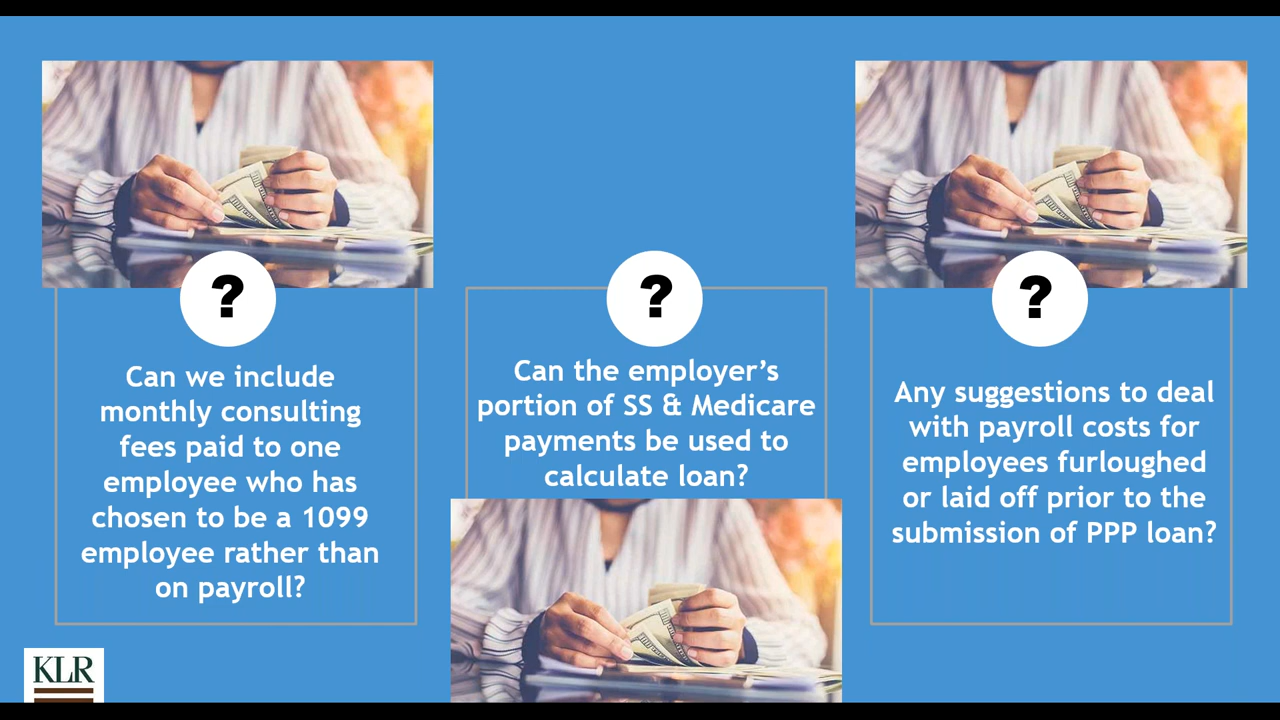 ?
Can we include
monthly consulting
fees paid to one
employee who has
chosen to be a 1099
employee rather than
on payroll?
?
Can the employer’s
portion of SS & Medicare
payments be used to
calculate loan?
?
Any suggestions to deal
with payroll costs for
employees furloughed
or laid off prior to the
submission of PPP loan?
KLR